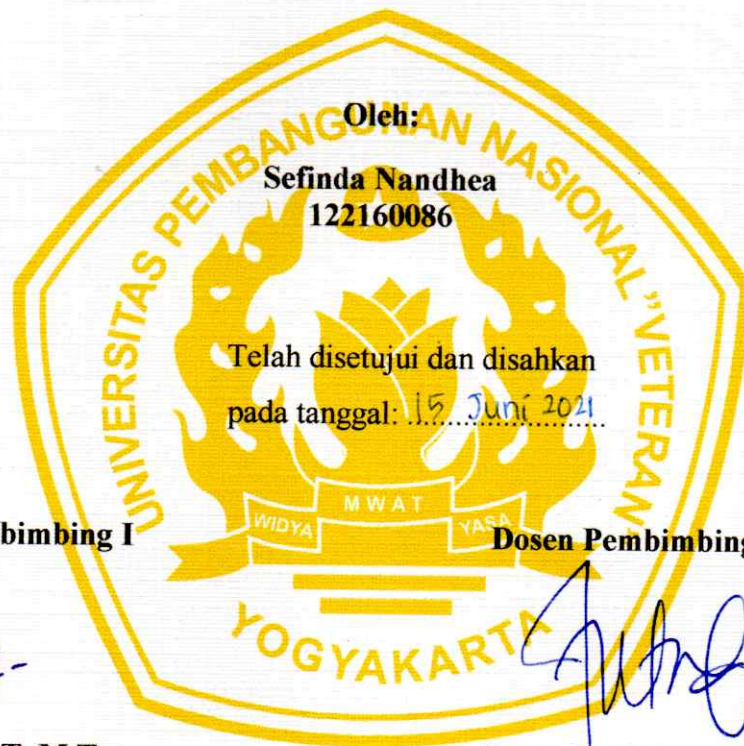 Oleh:
Sefinda Nandhea
122160086
UNIVERSITAS PEMBANGUNAN NASIONAL "VETERAN"
Telah disetujui dan disahkan
pada tanggal: 15 Juni 2021
WIDYA MWAT YASA
bimbing I Dosen Pembimbing
YOGYAKARTA